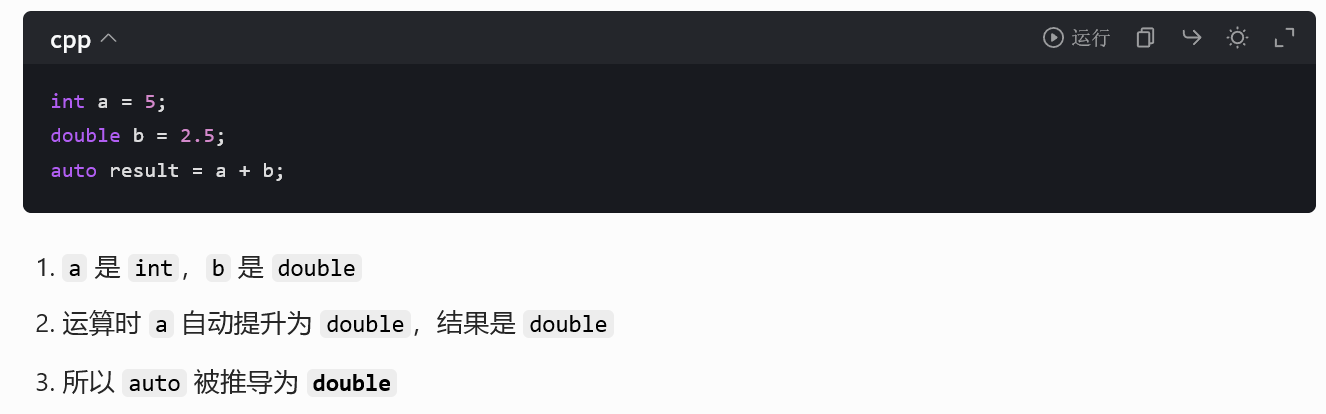 cpp
运行
int a = 5;
double b = 2.5;
auto result = a + b;
1. a 是 int，b 是 double
2. 运算时 a 自动提升为 double，结果是 double
3. 所以 auto 被推导为 double